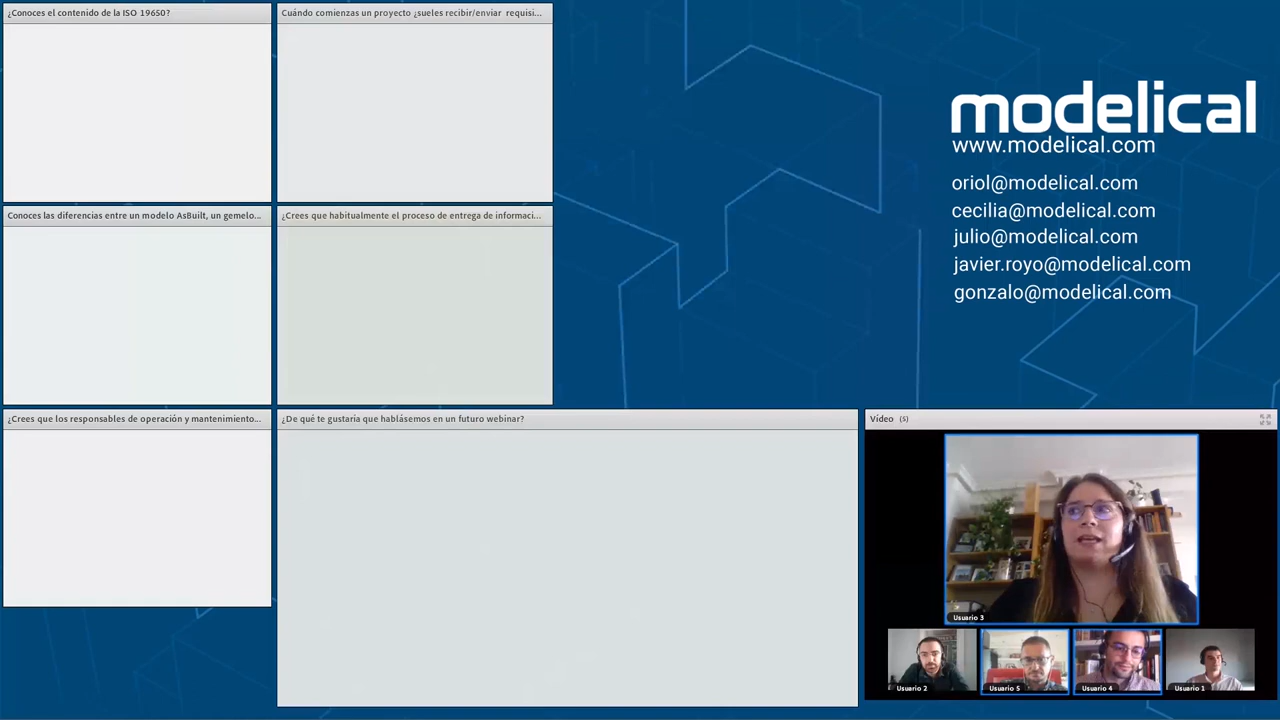 ¿Conoces el contenido de la ISO 19650?
Cuándo comienzas un proyecto ¿sueles recibir/enviar requisi...
Conoces las diferencias entre un modelo AsBuilt, un gemelo...
¿Crees que habitualmente el proceso de entrega de informaci...
¿Crees que los responsables de operación y mantenimiento...
¿De qué te gustaría que hablásemos en un futuro webinar?
modelical
www.modelical.com
oriol@modelical.com
cecilia@modelical.com
julio@modelical.com
javier.royo@modelical.com
gonzalo@modelical.com
Vídeo (5)
Usuario 3
Usuario 2
Usuario 5
Usuario 4
Usuario 1